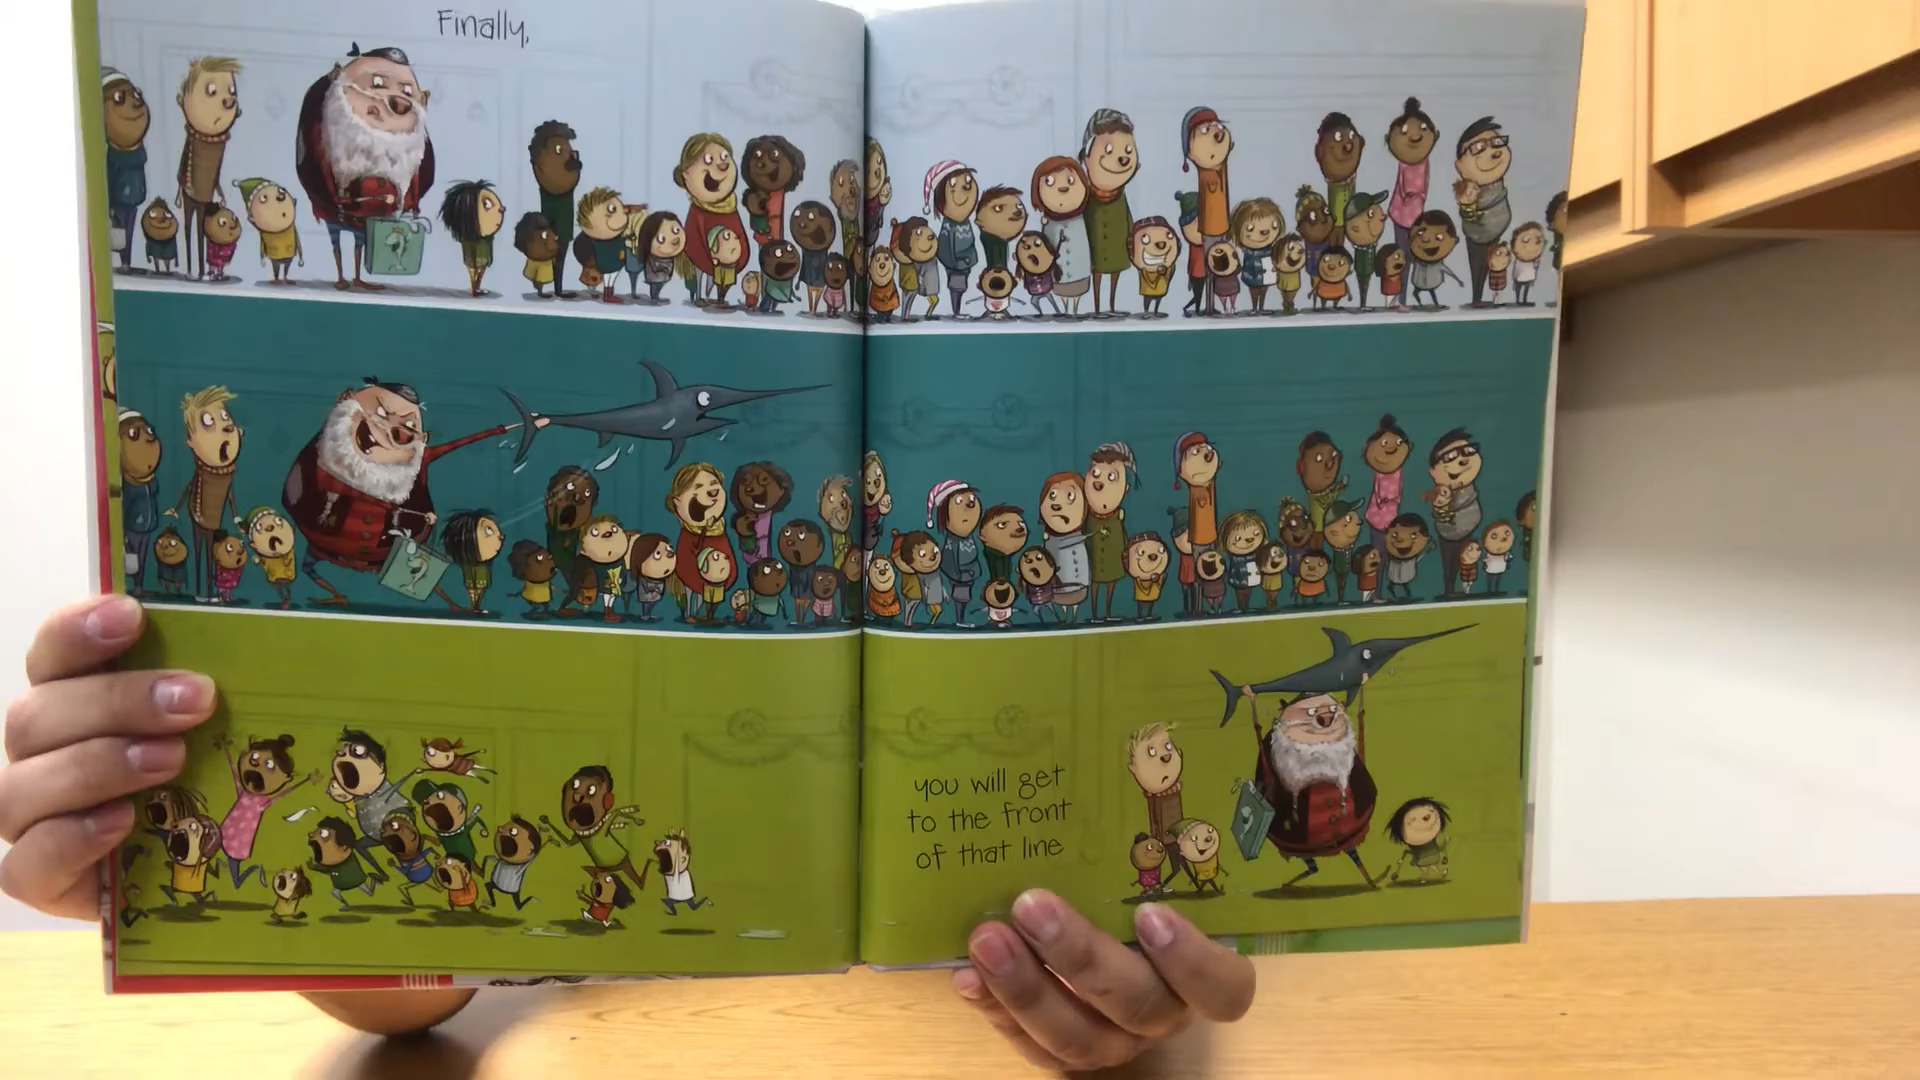 Finally,
you will get
to the front
of that line